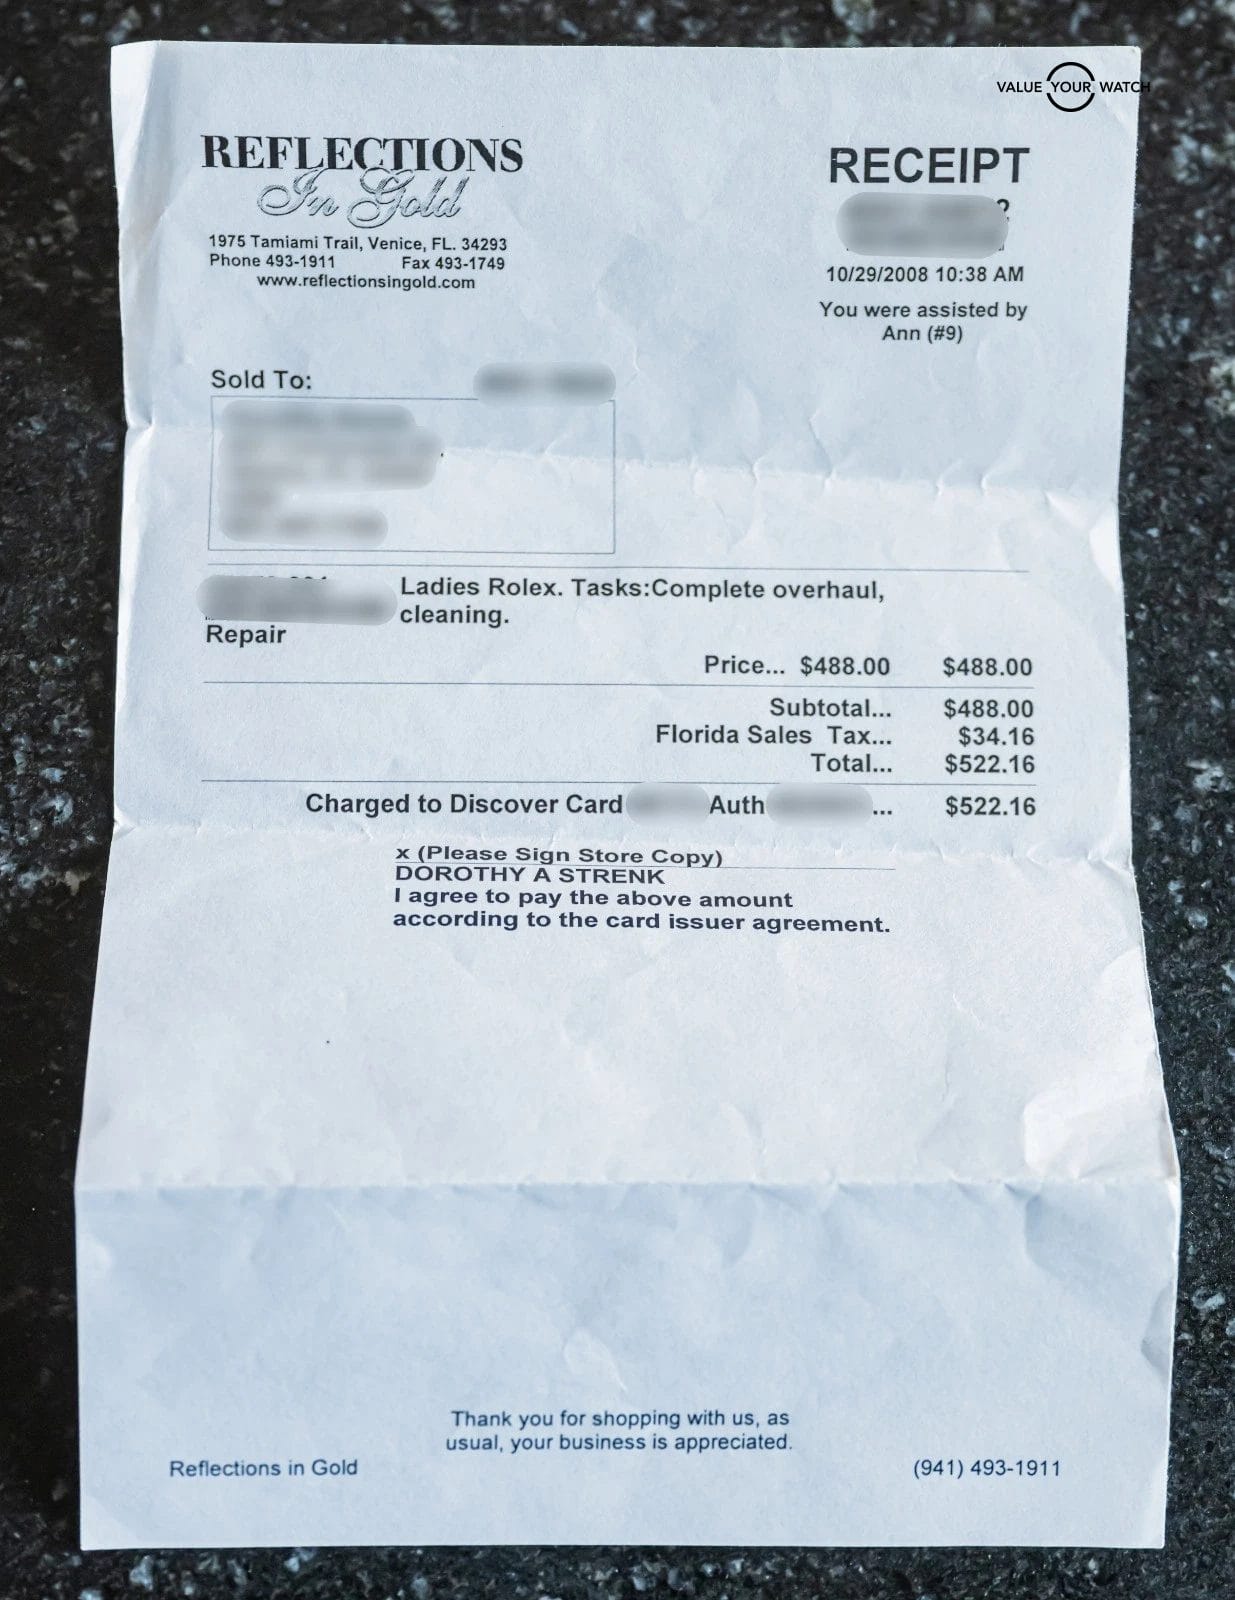 VALUE YOUR WATCH
REFLECTIONS
In Gold
1975 Tamiami Trail, Venice, FL. 34293
Phone 493-1911 Fax 493-1749
www.reflectionsingold.com
RECEIPT
10/29/2008 10:38 AM
You were assisted by
Ann (#9)
Sold To:
Ladies Rolex. Tasks:Complete overhaul,
cleaning.
Repair
Price... $488.00 $488.00
Subtotal... $488.00
Florida Sales Tax... $34.16
Total... $522.16
Charged to Discover Card Auth ... $522.16
x (Please Sign Store Copy)
DOROTHY A STRENK
I agree to pay the above amount
according to the card issuer agreement.
Thank you for shopping with us, as
usual, your business is appreciated.
Reflections in Gold (941) 493-1911